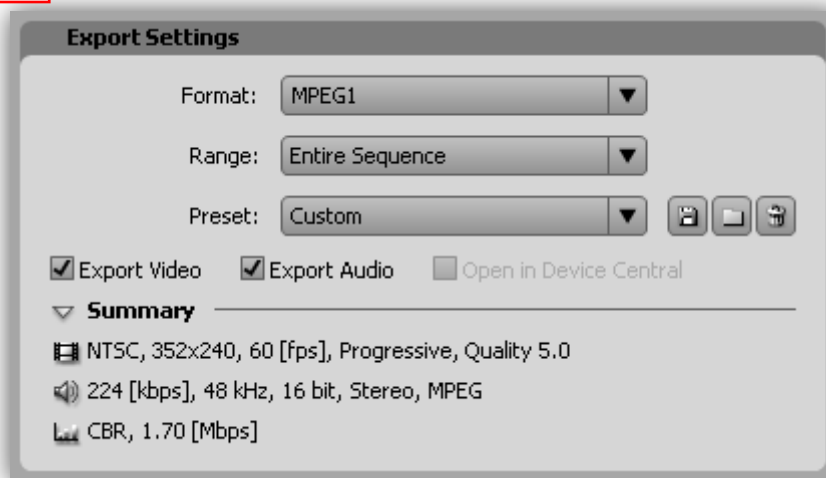 Export Settings
Format: MPEG1
Range: Entire Sequence
Preset: Custom
Export Video Export Audio Open in Device Central
Summary
NTSC, 352x240, 60 [fps], Progressive, Quality 5.0
224 [kbps], 48 kHz, 16 bit, Stereo, MPEG
CBR, 1.70 [Mbps]